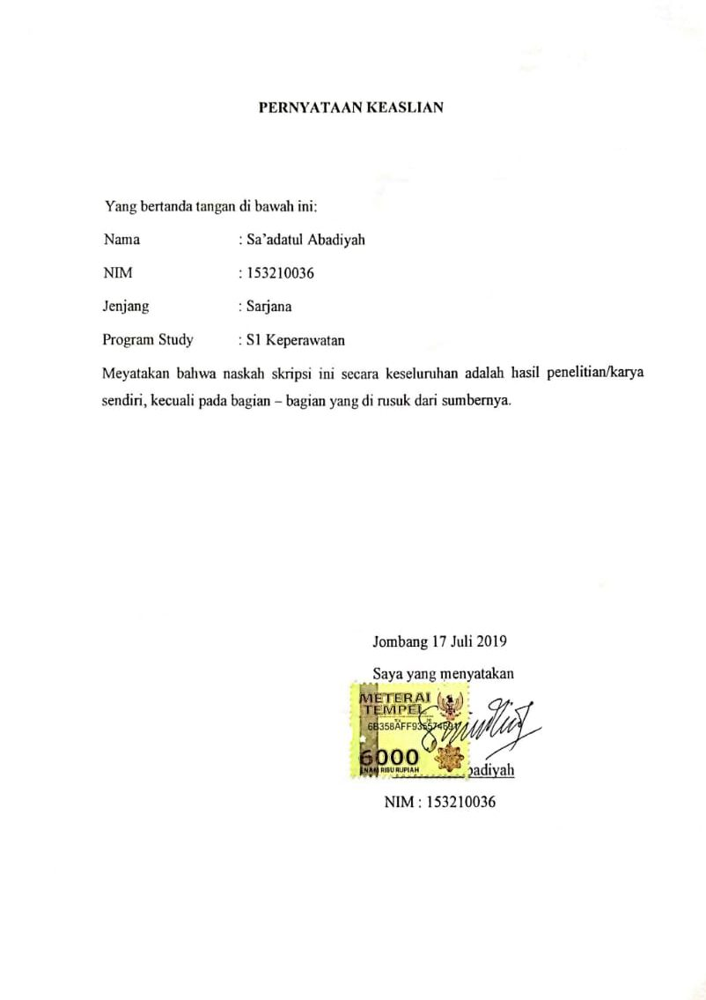 PERNYATAAN KEASLIAN
Yang bertanda tangan di bawah ini:
Nama : Sa'adatul Abadiyah
NIM : 153210036
Jenjang : Sarjana
Program Study : S1 Keperawatan
Meyatakan bahwa naskah skripsi ini secara keseluruhan adalah hasil penelitian/karya
sendiri, kecuali pada bagian – bagian yang di rusuk dari sumbernya.
Jombang 17 Juli 2019
Saya yang menyatakan
METERAI
TEMPEL
6000
ENAM RIBU RUPIAH
badiyah
NIM : 153210036